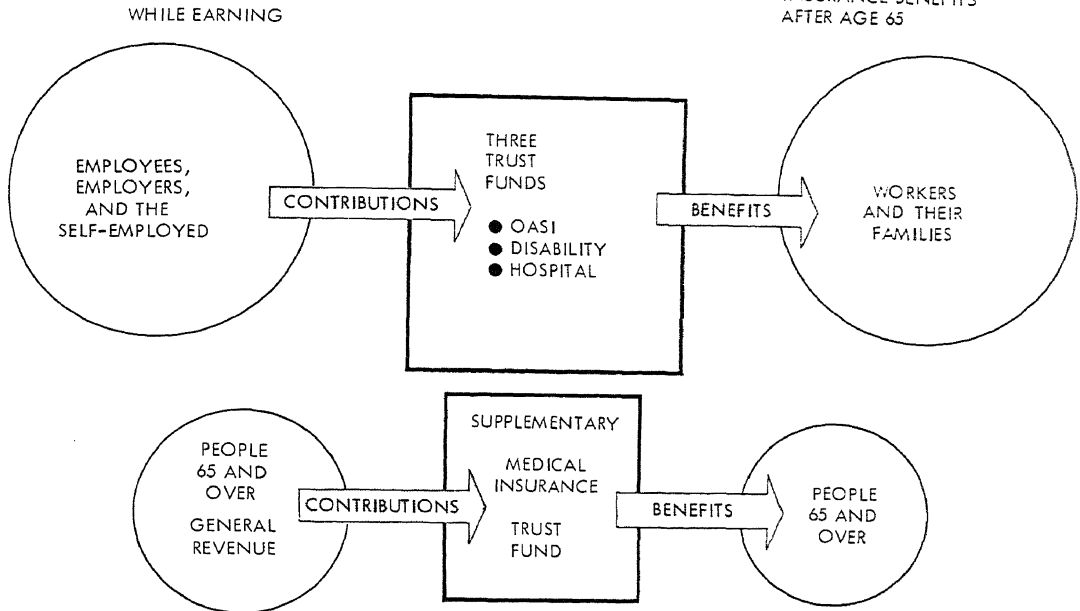 WHILE EARNING
AFTER AGE 65
EMPLOYEES,
EMPLOYERS,
AND THE
SELF-EMPLOYED
CONTRIBUTIONS
THREE
TRUST
FUNDS
● OASI
● DISABILITY
● HOSPITAL
BENEFITS
WORKERS
AND THEIR
FAMILIES
PEOPLE
65 AND
OVER
GENERAL
REVENUE
CONTRIBUTIONS
SUPPLEMENTARY
MEDICAL
INSURANCE
TRUST
FUND
BENEFITS
PEOPLE
65 AND
OVER